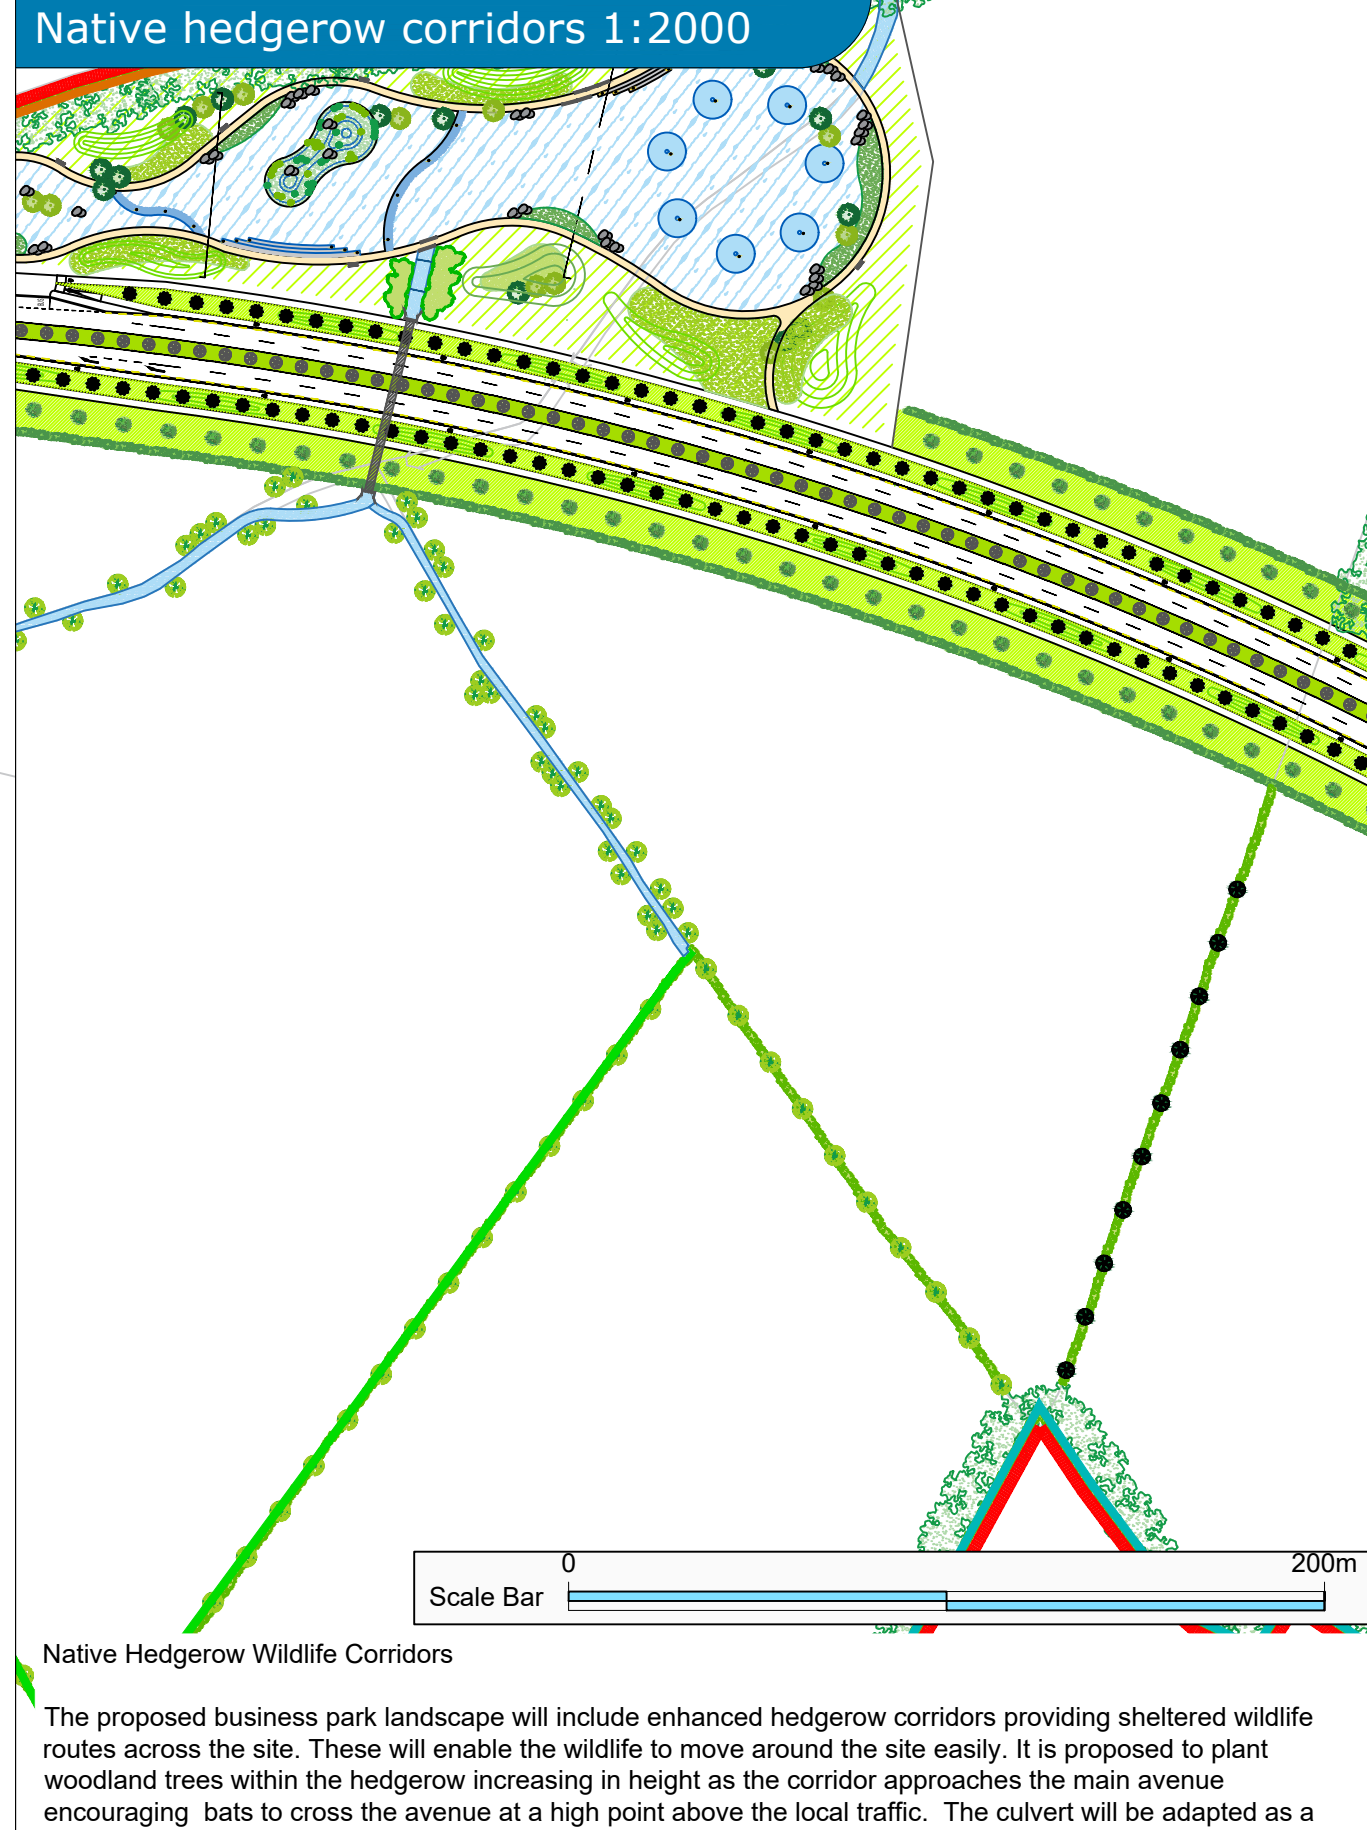 Native hedgerow corridors 1:2000
0 200m
Scale Bar
Native Hedgerow Wildlife Corridors
The proposed business park landscape will include enhanced hedgerow corridors providing sheltered wildlife
routes across the site. These will enable the wildlife to move around the site easily. It is proposed to plant
woodland trees within the hedgerow increasing in height as the corridor approaches the main avenue
encouraging bats to cross the avenue at a high point above the local traffic. The culvert will be adapted as a